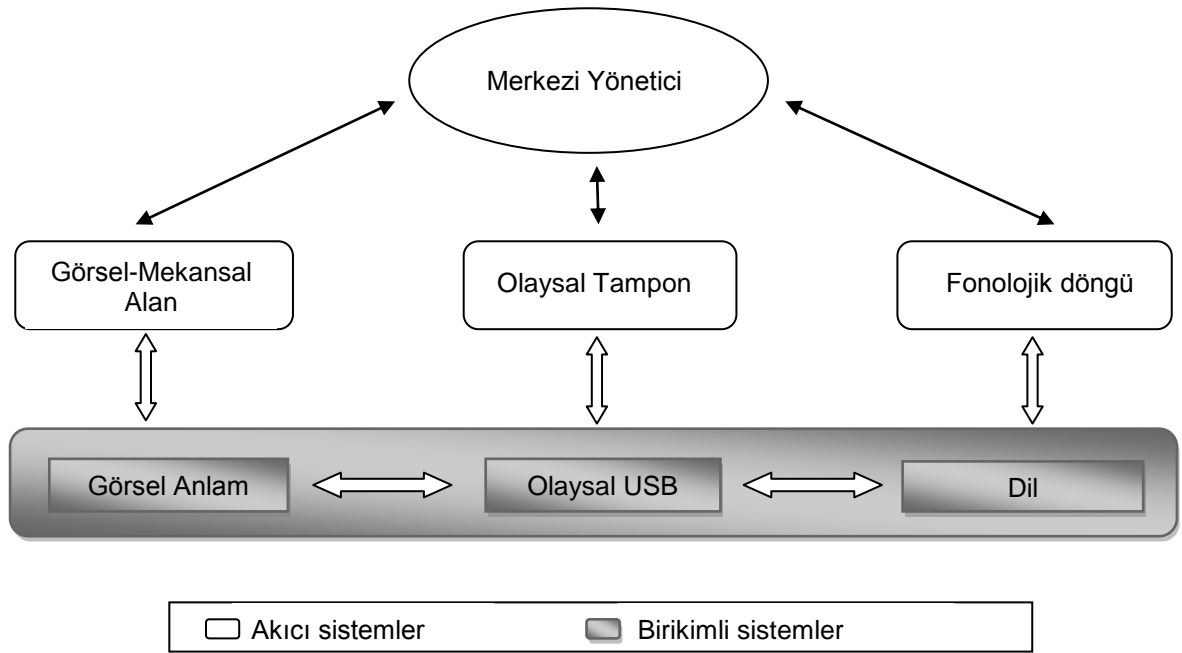 Merkezi Yönetici
Görsel-Mekansal
Alan
Olaysal Tampon
Fonolojik döngü
Görsel Anlam
Olaysal USB
Dil
Akıcı sistemler
Birikimli sistemler